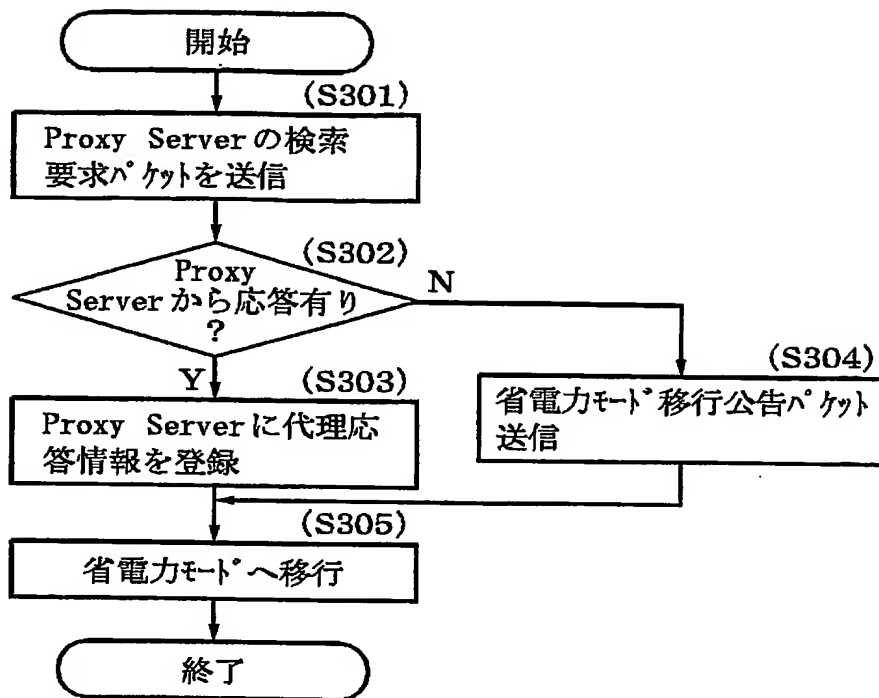 開始
(S301)
Proxy Serverの検索
要求ﾊﾟｹｯﾄを送信
(S302)
Proxy
Serverから応答有り
?
N
Y
(S303)
Proxy Serverに代理応
答情報を登録
(S304)
省電力ﾓｰﾄﾞ移行公告ﾊﾟｹｯﾄ
送信
(S305)
省電力ﾓｰﾄﾞへ移行
終了